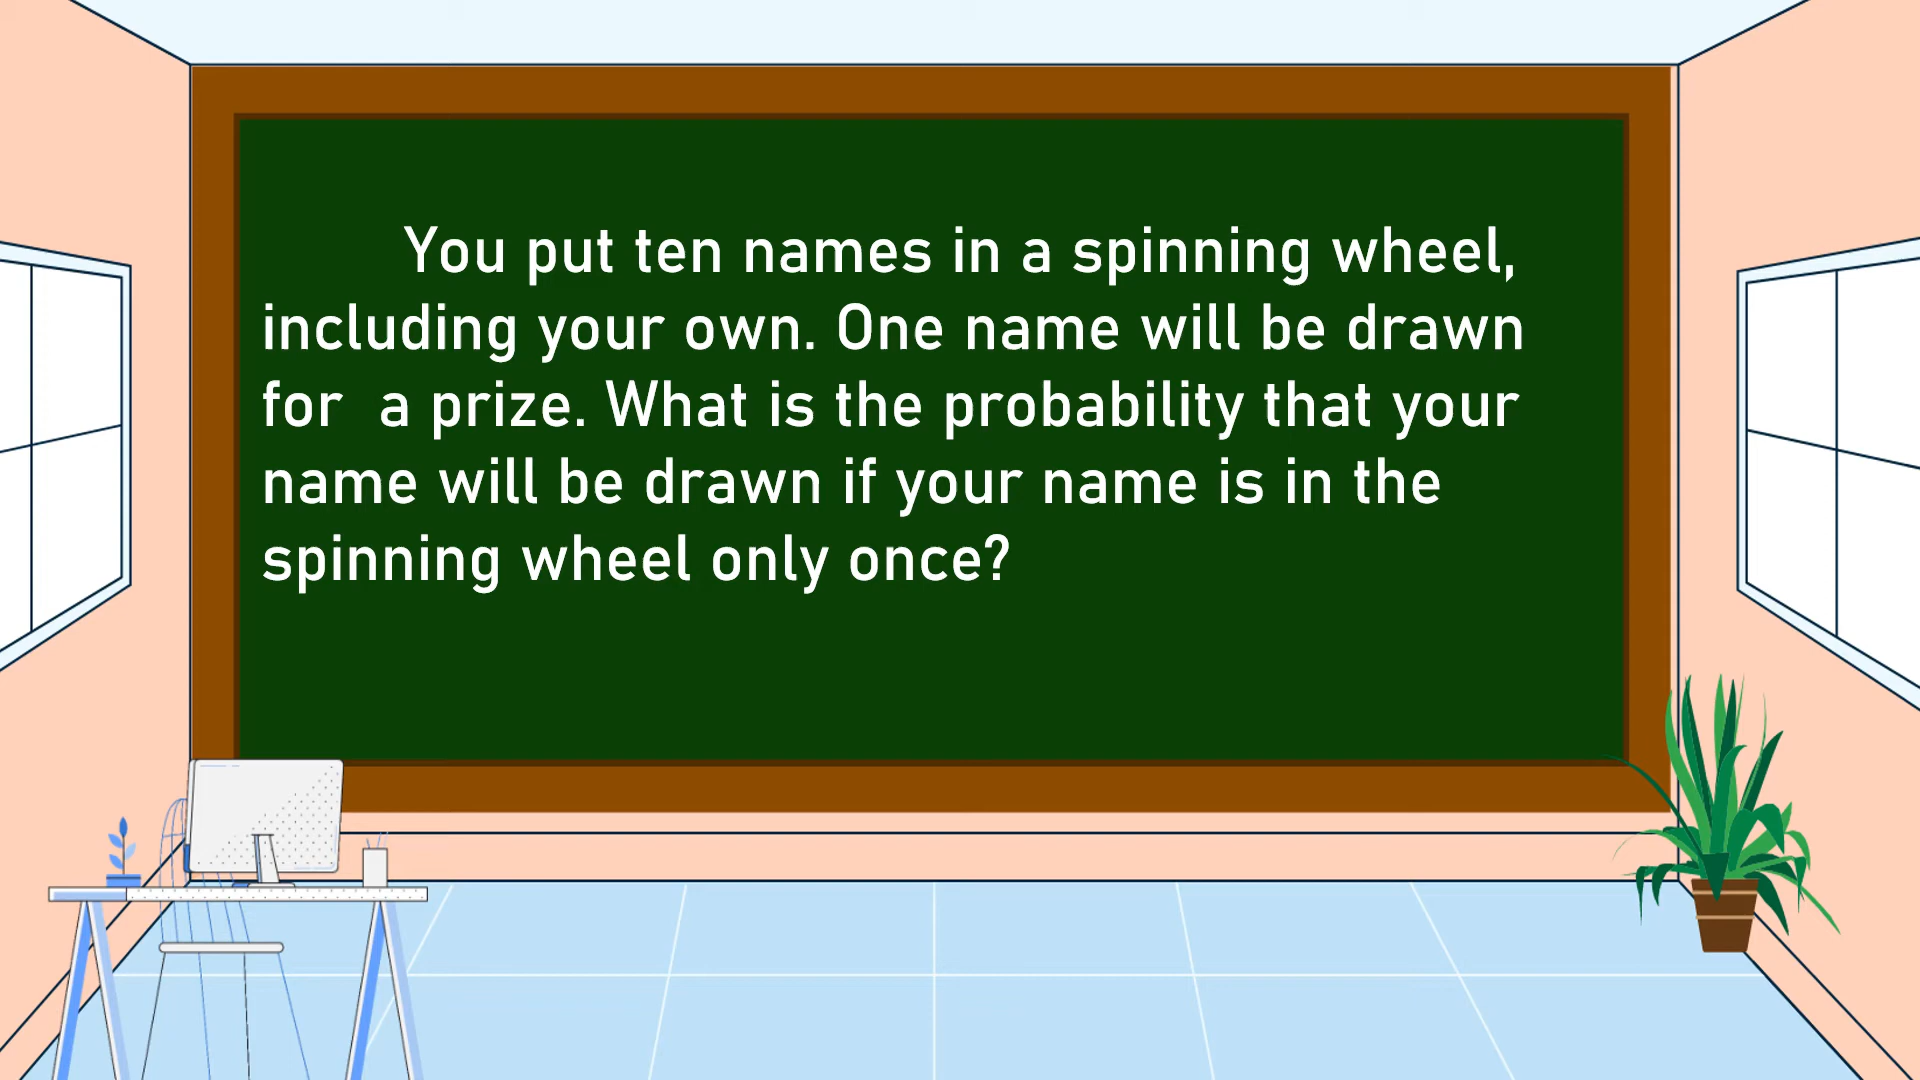 You put ten names in a spinning wheel,
including your own. One name will be drawn
for  a prize. What is the probability that your
name will be drawn if your name is in the
spinning wheel only once?